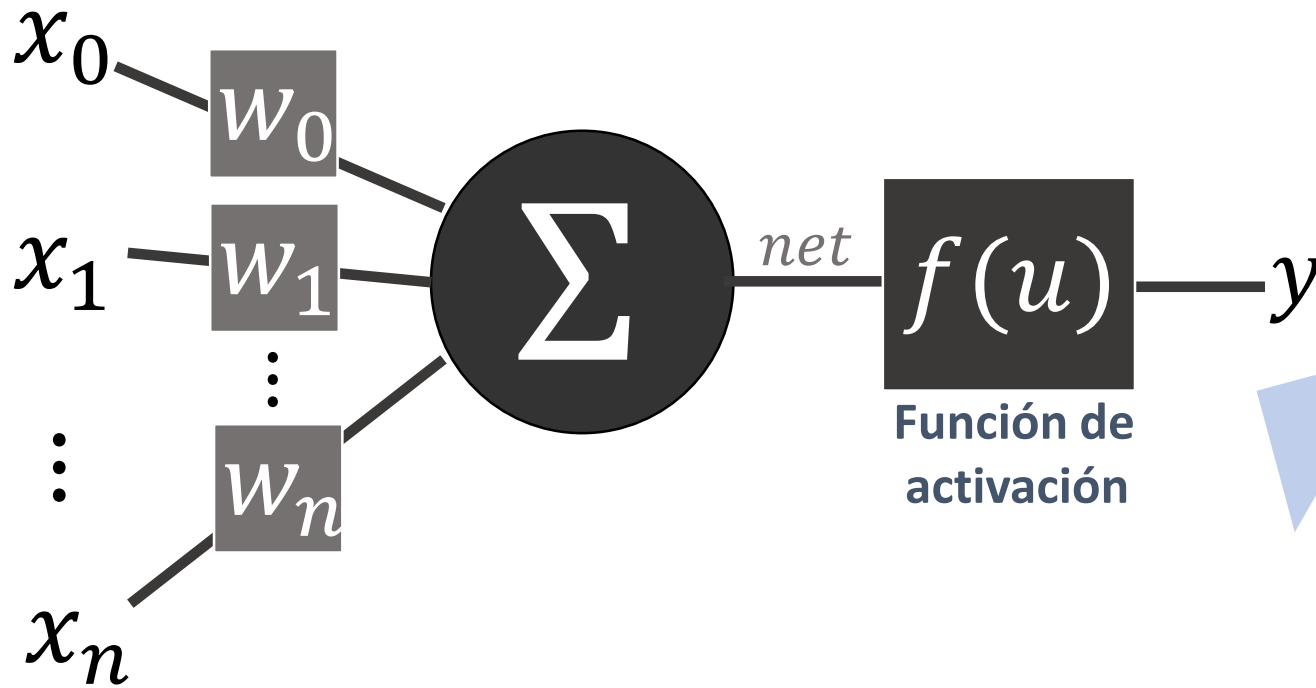 x₀
w₀
x₁
w₁
⋮
⋮
wₙ
xₙ
Σ
net
f(u)
y
Función de
activación